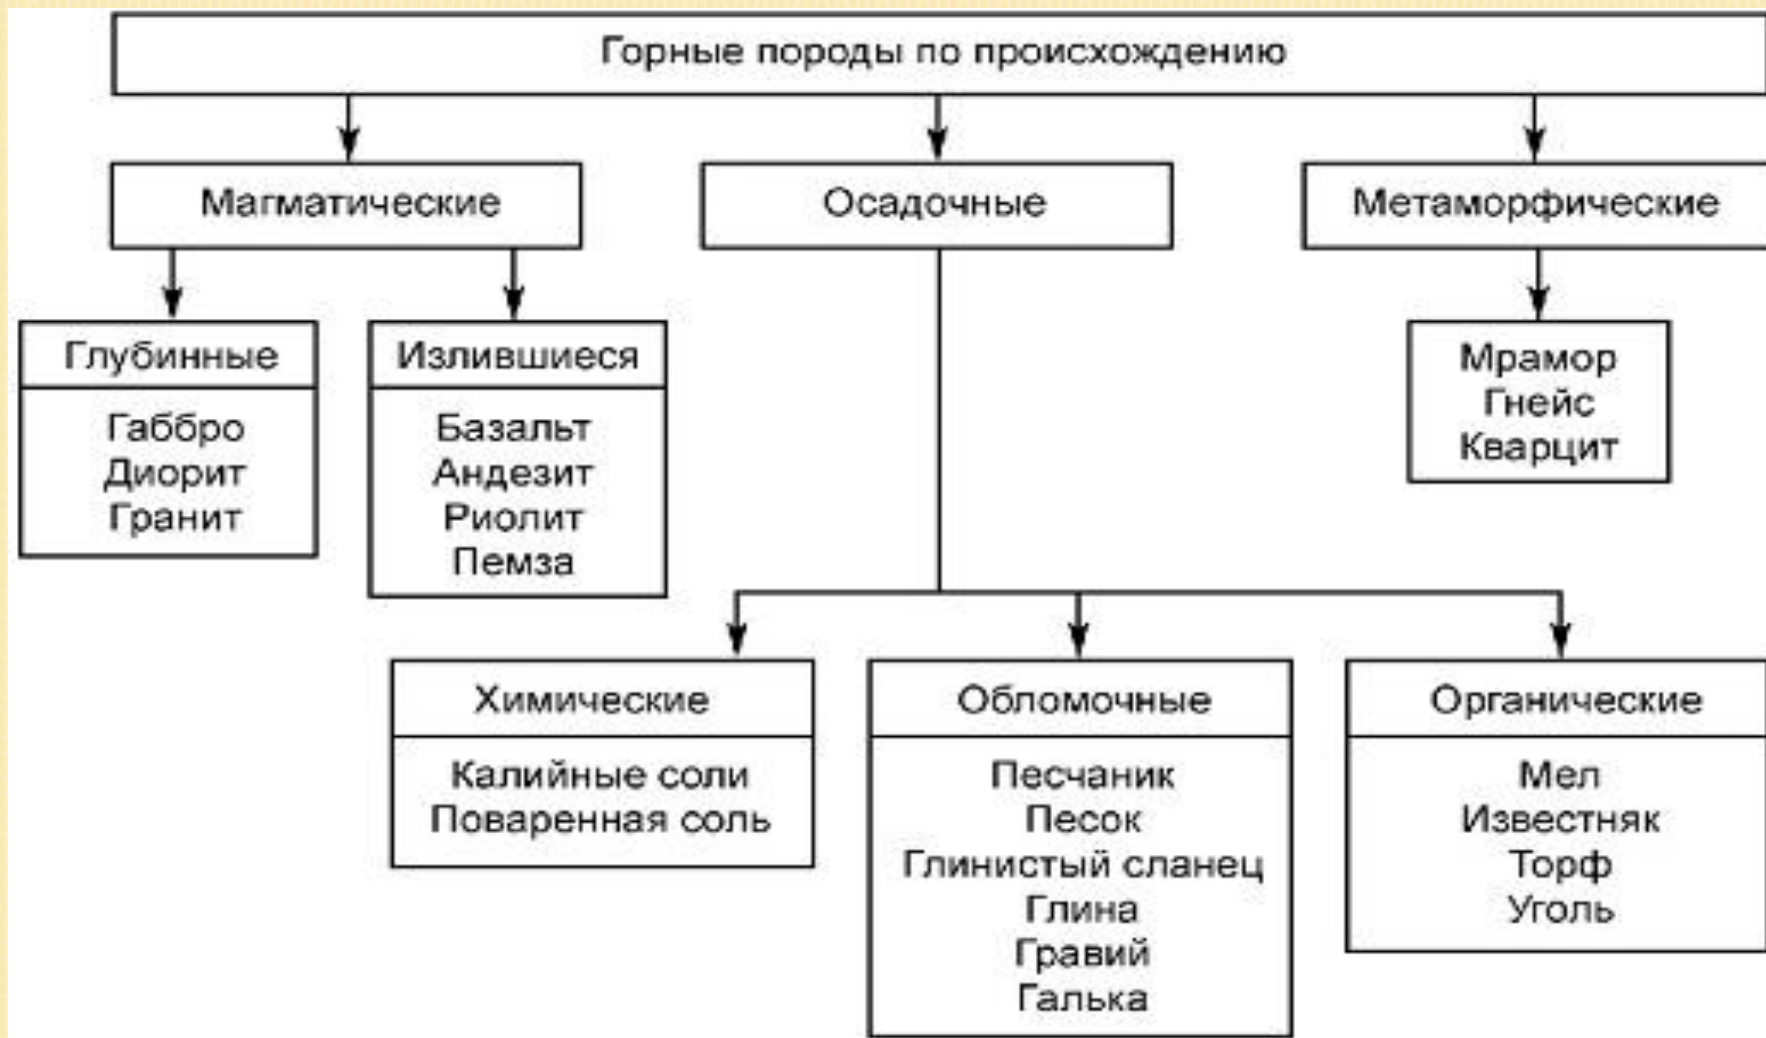 Горные породы по происхождению
Магматические
Осадочные
Метаморфические
Глубинные
Габбро
Диорит
Гранит
Излившиеся
Базальт
Андезит
Риолит
Пемза
Мрамор
Гнейс
Кварцит
Химические
Калийные соли
Поваренная соль
Обломочные
Песчаник
Песок
Глинистый сланец
Глина
Гравий
Галька
Органические
Мел
Известняк
Торф
Уголь